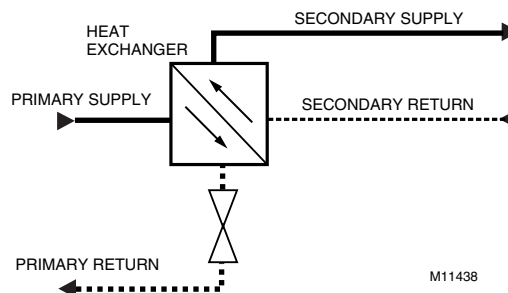 SECONDARY SUPPLY
HEAT
EXCHANGER
PRIMARY SUPPLY
SECONDARY RETURN
PRIMARY RETURN
M11438